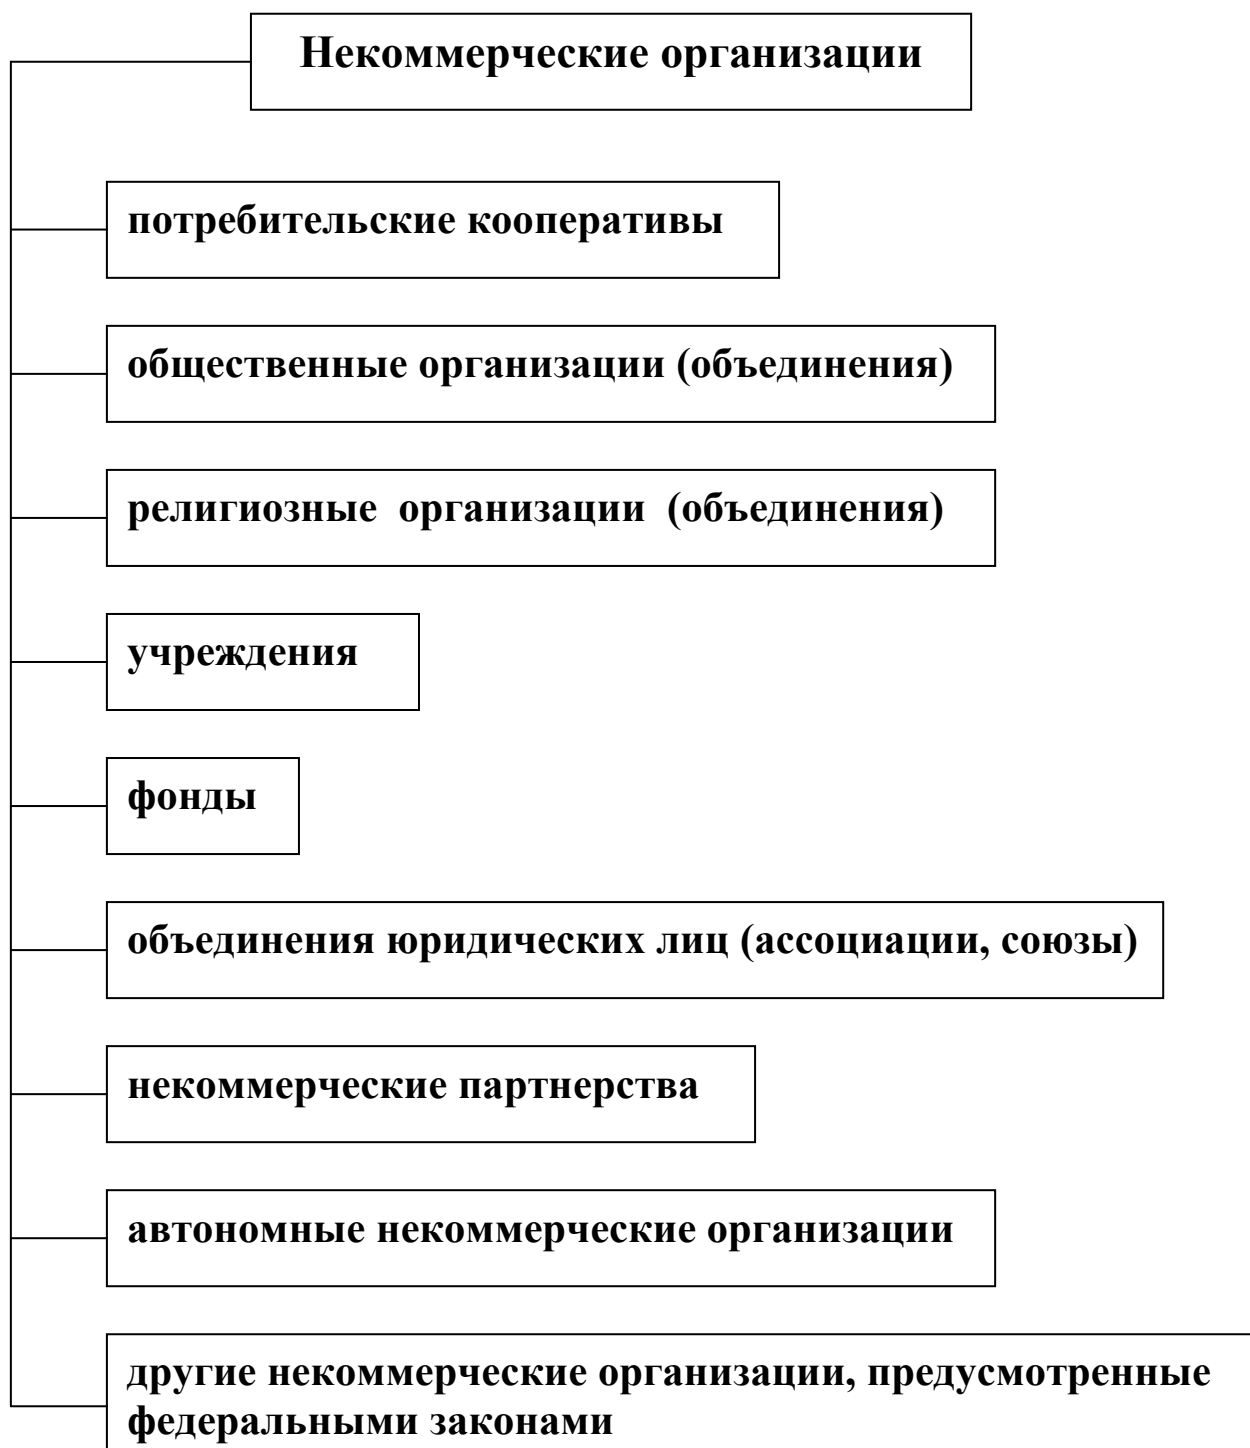 Некоммерческие организации
потребительские кооперативы
общественные организации (объединения)
религиозные организации (объединения)
учреждения
фонды
объединения юридических лиц (ассоциации, союзы)
некоммерческие партнерства
автономные некоммерческие организации
другие некоммерческие организации, предусмотренные
федеральными законами